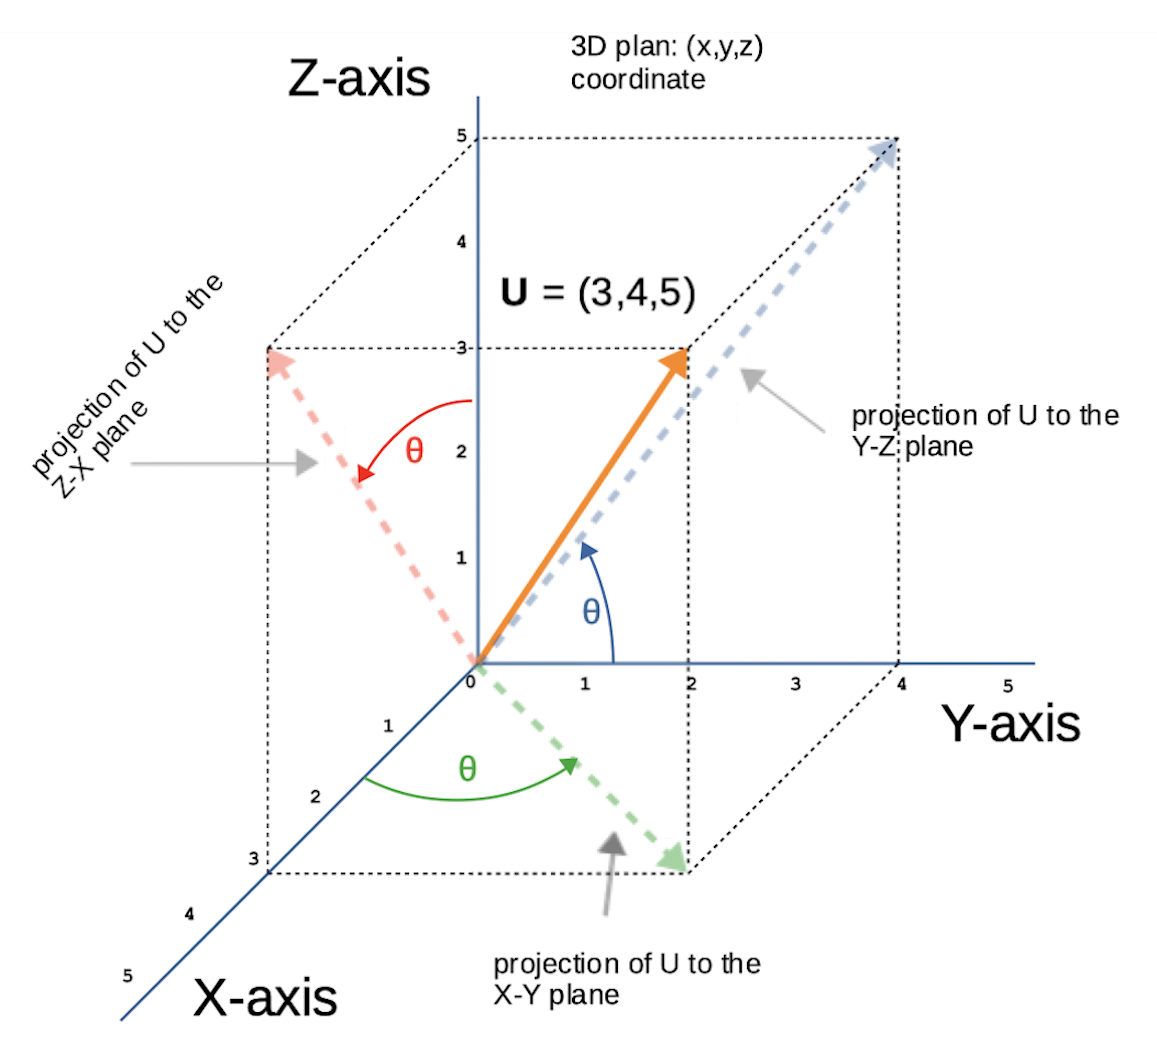 3D plan: (x,y,z)
coordinate
Z-axis
5
4
U = (3,4,5)
3
projection of U to the
Z-X plane
θ
2
projection of U to the
Y-Z plane
1
θ
0
1
2
3
4
5
Y-axis
1
θ
2
3
4
5
X-axis
projection of U to the
X-Y plane